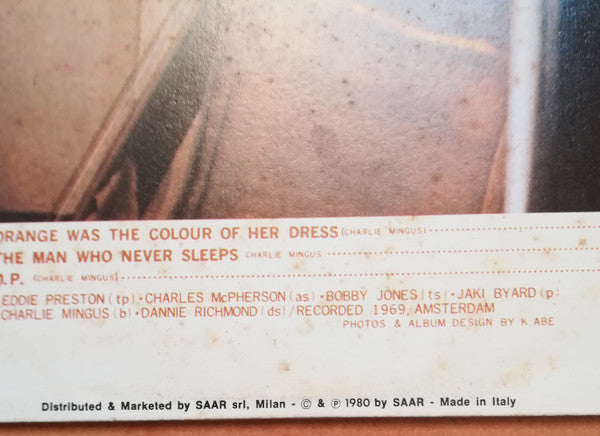 ORANGE WAS THE COLOUR OF HER DRESS (CHARLIE MINGUS)
THE MAN WHO NEVER SLEEPS CHARLIE MINGUS
O.P. (CHARLIE MINGUS)
EDDIE PRESTON (tp)・CHARLES McPHERSON (as)・BOBBY JONES (ts)・JAKI BYARD (p
CHARLIE MINGUS (b)・DANNIE RICHMOND (ds)/RECORDED 1969, AMSTERDAM
PHOTOS & ALBUM DESIGN BY K. ABE
Distributed & Marketed by SAAR srl, Milan - © & ℗ 1980 by SAAR - Made in Italy